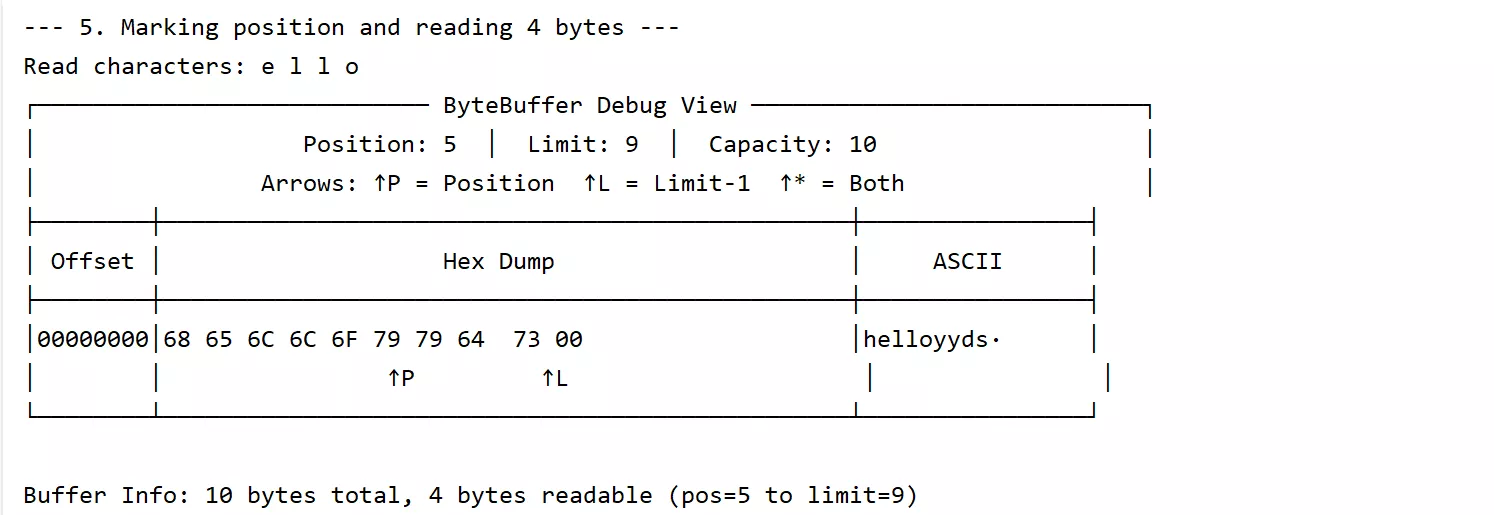 --- 5. Marking position and reading 4 bytes ---
Read characters: e l l o
┌──────────────────────────── ByteBuffer Debug View ────────────────────────────┐
│                   Position: 5  │  Limit: 9  │  Capacity: 10                   │
│                Arrows: ↑P = Position  ↑L = Limit-1  ↑* = Both                 │
├────────┼─────────────────────────────────────────────────┼────────────────┤
│ Offset │                    Hex Dump                     │     ASCII      │
├────────┼─────────────────────────────────────────────────┼────────────────┤
│00000000│68 65 6C 6C 6F 79 79 64  73 00                   │helloyyds·      │
│        │                ↑P         ↑L                     │                │
└────────┴─────────────────────────────────────────────────┴────────────────┘
Buffer Info: 10 bytes total, 4 bytes readable (pos=5 to limit=9)